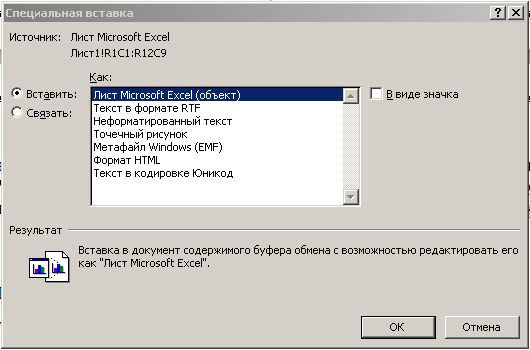 Специальная вставка
Источник: Лист Microsoft Excel
Лист1!R1C1:R12C9
Как:
Вставить:
Связать:
Лист Microsoft Excel (объект)
Текст в формате RTF
Неформатированный текст
Точечный рисунок
Метафайл Windows (EMF)
Формат HTML
Текст в кодировке Юникод
В виде значка
Результат
Вставка в документ содержимого буфера обмена с возможностью редактировать его
как "Лист Microsoft Excel".
ОК
Отмена